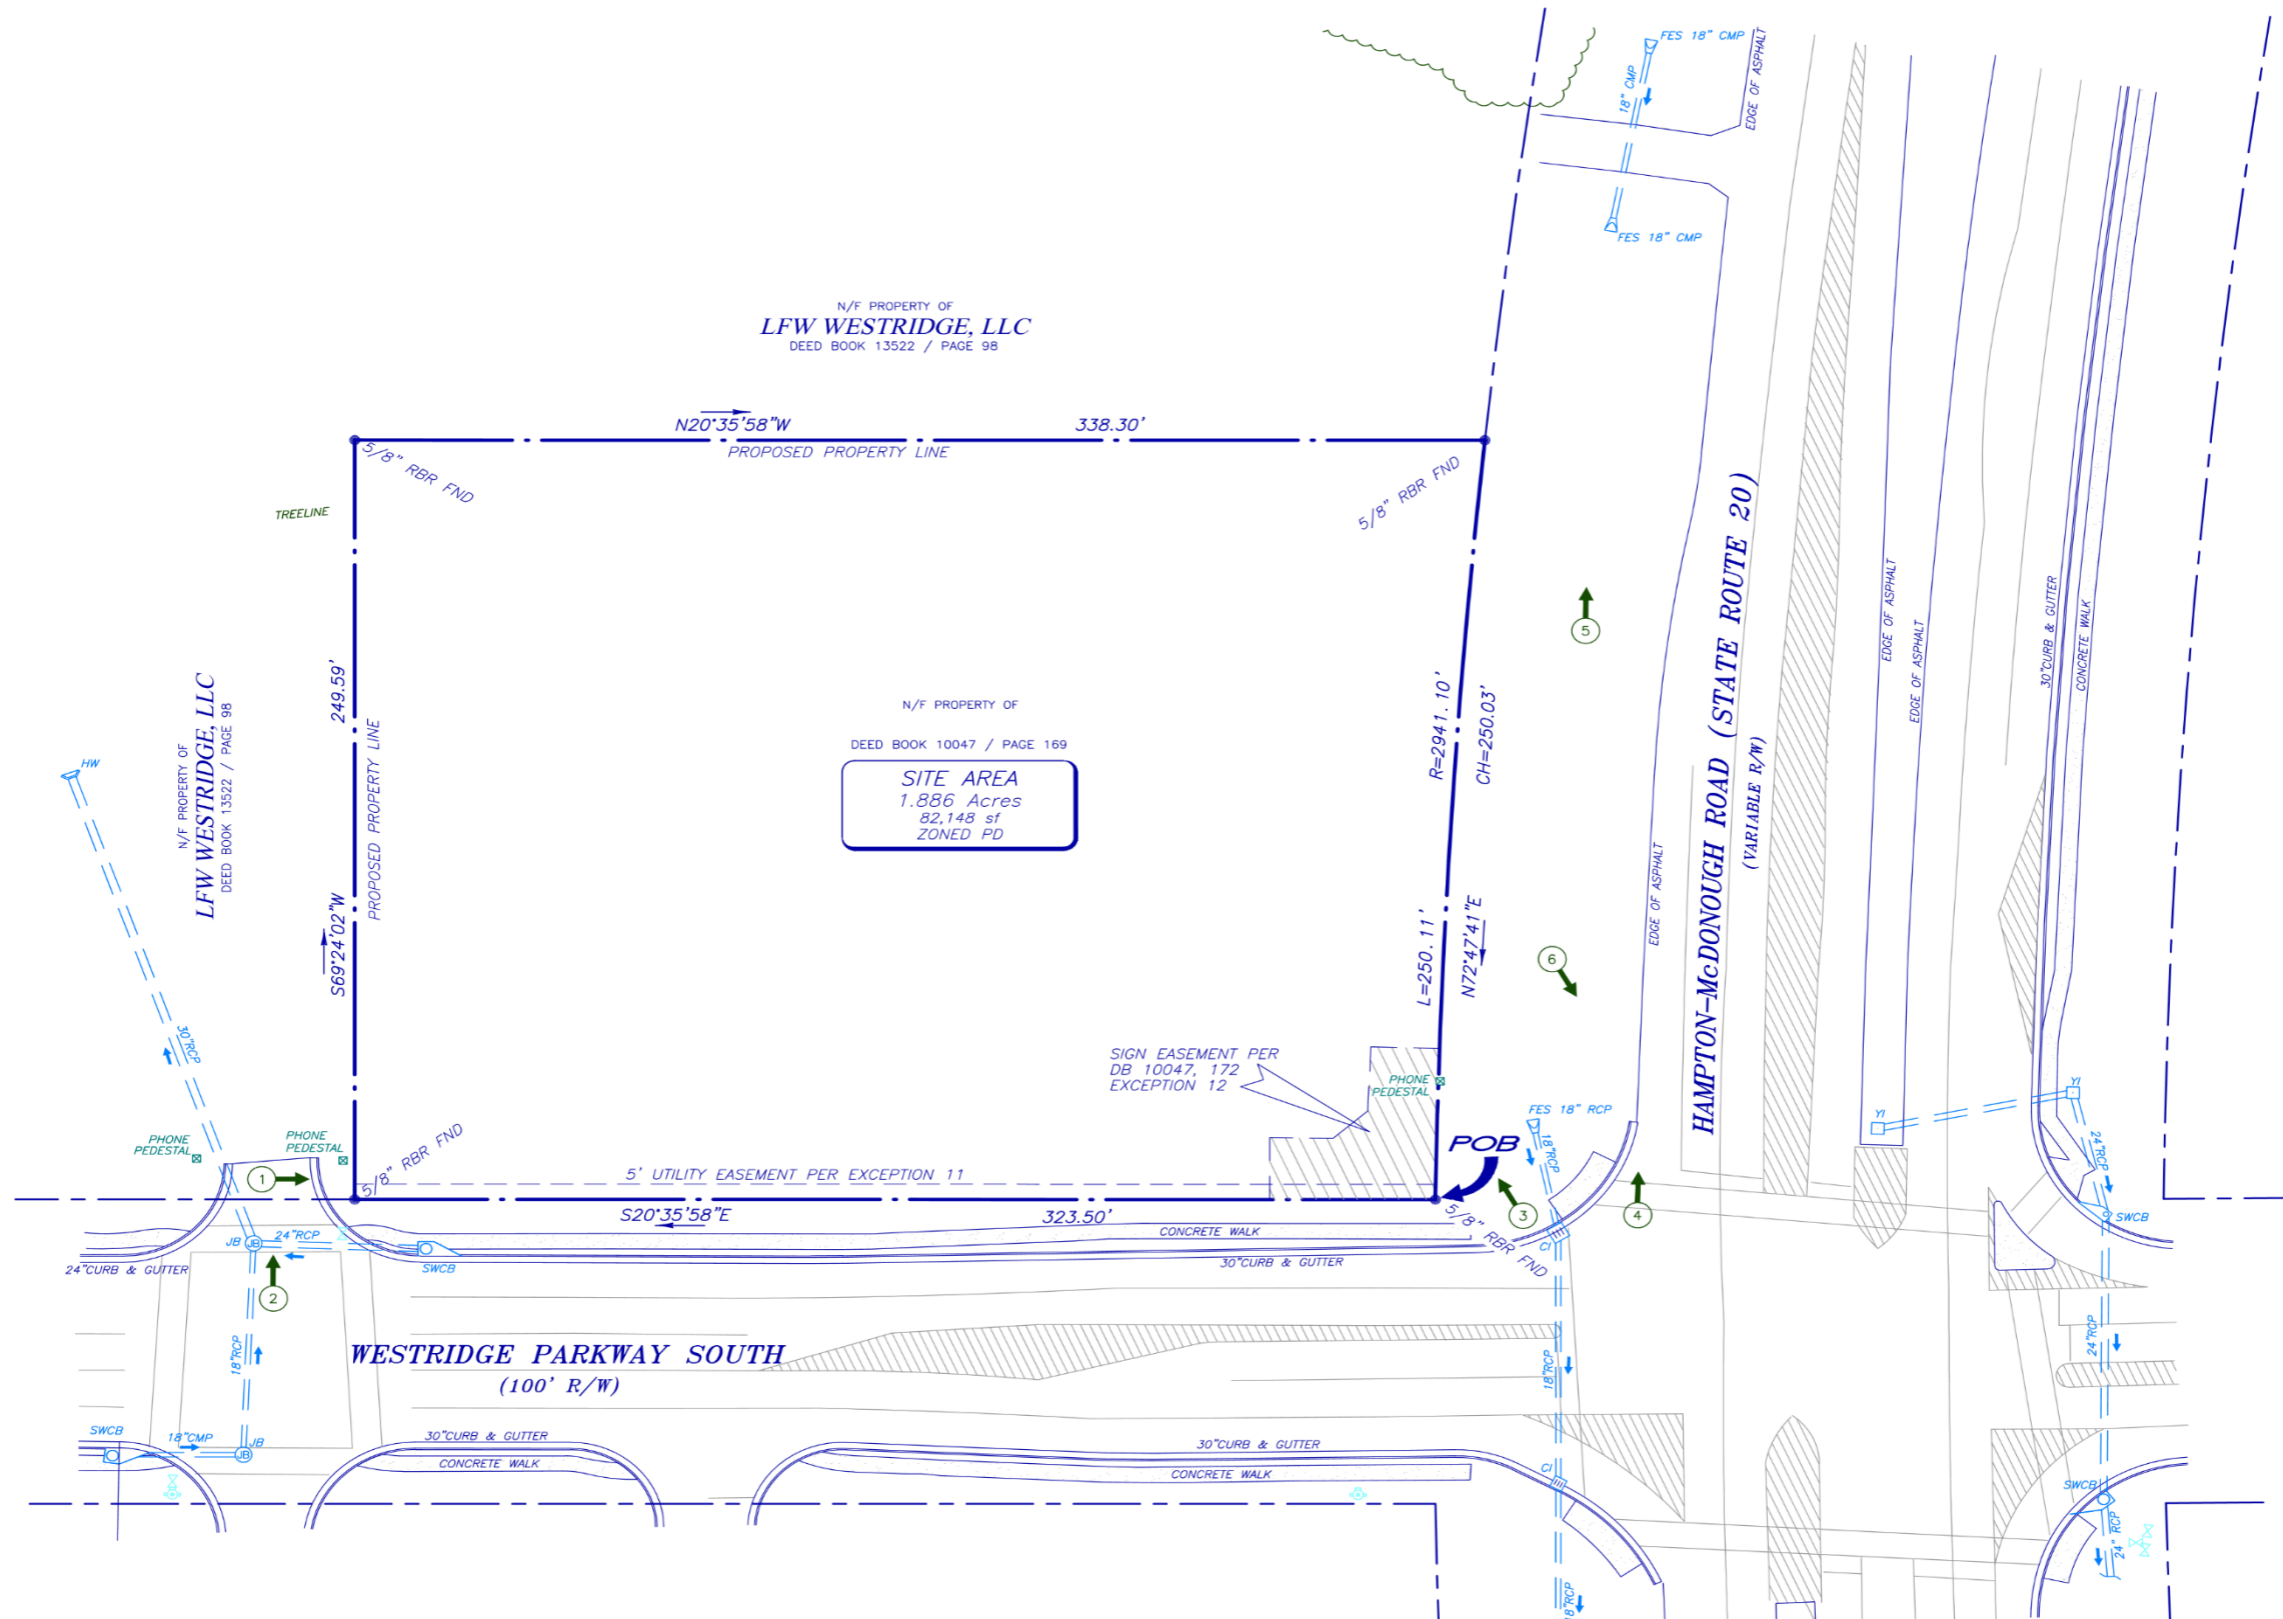 FES 18" CMP
18" CMP
EDGE OF ASPHALT
FES 18" CMP
N/F PROPERTY OF
LFW WESTRIDGE, LLC
DEED BOOK 13522 / PAGE 98
N20°35'58"W
338.30'
PROPOSED PROPERTY LINE
5/8" RBR FND
5/8" RBR FND
TREELINE
249.59'
S69°24'02"W
PROPOSED PROPERTY LINE
N/F PROPERTY OF
LFW WESTRIDGE, LLC
DEED BOOK 13522 / PAGE 98
HW
30"RCP
N/F PROPERTY OF
DEED BOOK 10047 / PAGE 169
SITE AREA
1.886 Acres
82,148 sf
ZONED PD
R=2941.10'
CH=250.03'
L=250.11'
N72°47'41"E
5
6
HAMPTON-McDONOUGH ROAD (STATE ROUTE 20)
(VARIABLE R/W)
EDGE OF ASPHALT
EDGE OF ASPHALT
EDGE OF ASPHALT
30"CURB & GUTTER
CONCRETE WALK
SIGN EASEMENT PER
DB 10047, 172
EXCEPTION 12
PHONE
PEDESTAL
FES 18" RCP
18"RCP
POB
YI
YI
24"RCP
PHONE
PEDESTAL
PHONE
PEDESTAL
1
5/8" RBR FND
5' UTILITY EASEMENT PER EXCEPTION 11
S20°35'58"E
323.50'
5/8" RBR FND
3
4
SWCB
CONCRETE WALK
CI
JB
JB
24"RCP
SWCB
24"CURB & GUTTER
30"CURB & GUTTER
2
18"RCP
WESTRIDGE PARKWAY SOUTH
(100' R/W)
18"RCP
24"RCP
SWCB
18"CMP
JB
JB
30"CURB & GUTTER
CONCRETE WALK
30"CURB & GUTTER
CONCRETE WALK
CI
SWCB
24" RCP
18"RCP